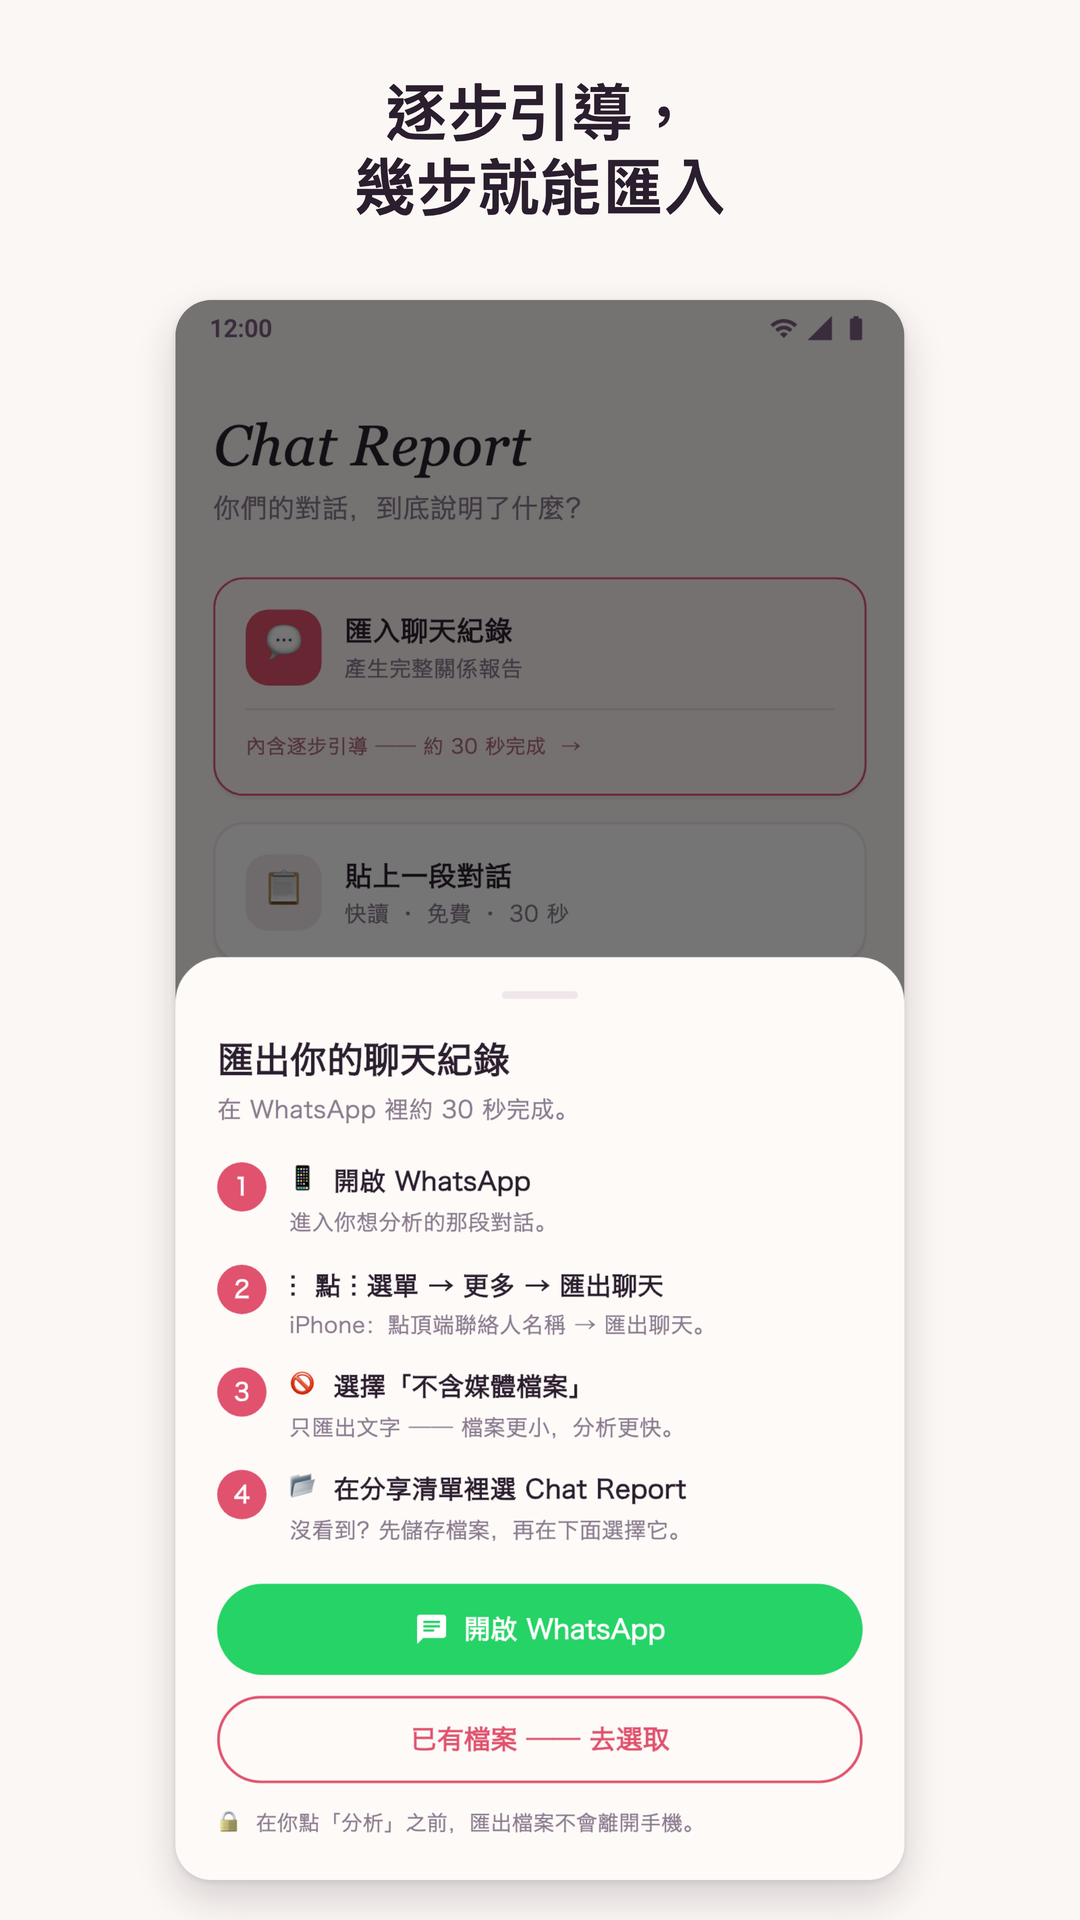 逐步引導，
幾步就能匯入
12:00
Chat Report
你們的對話，到底說明了什麼？
匯入聊天紀錄
產生完整關係報告
內含逐步引導 —— 約 30 秒完成 →
貼上一段對話
快讀 · 免費 · 30 秒
匯出你的聊天紀錄
在 WhatsApp 裡約 30 秒完成。
1 開啟 WhatsApp
進入你想分析的那段對話。
2 ⋮ 點 ⋮ 選單 → 更多 → 匯出聊天
iPhone：點頂端聯絡人名稱 → 匯出聊天。
3 選擇「不含媒體檔案」
只匯出文字 —— 檔案更小，分析更快。
4 在分享清單裡選 Chat Report
沒看到？先儲存檔案，再在下面選擇它。
開啟 WhatsApp
已有檔案 —— 去選取
在你點「分析」之前，匯出檔案不會離開手機。